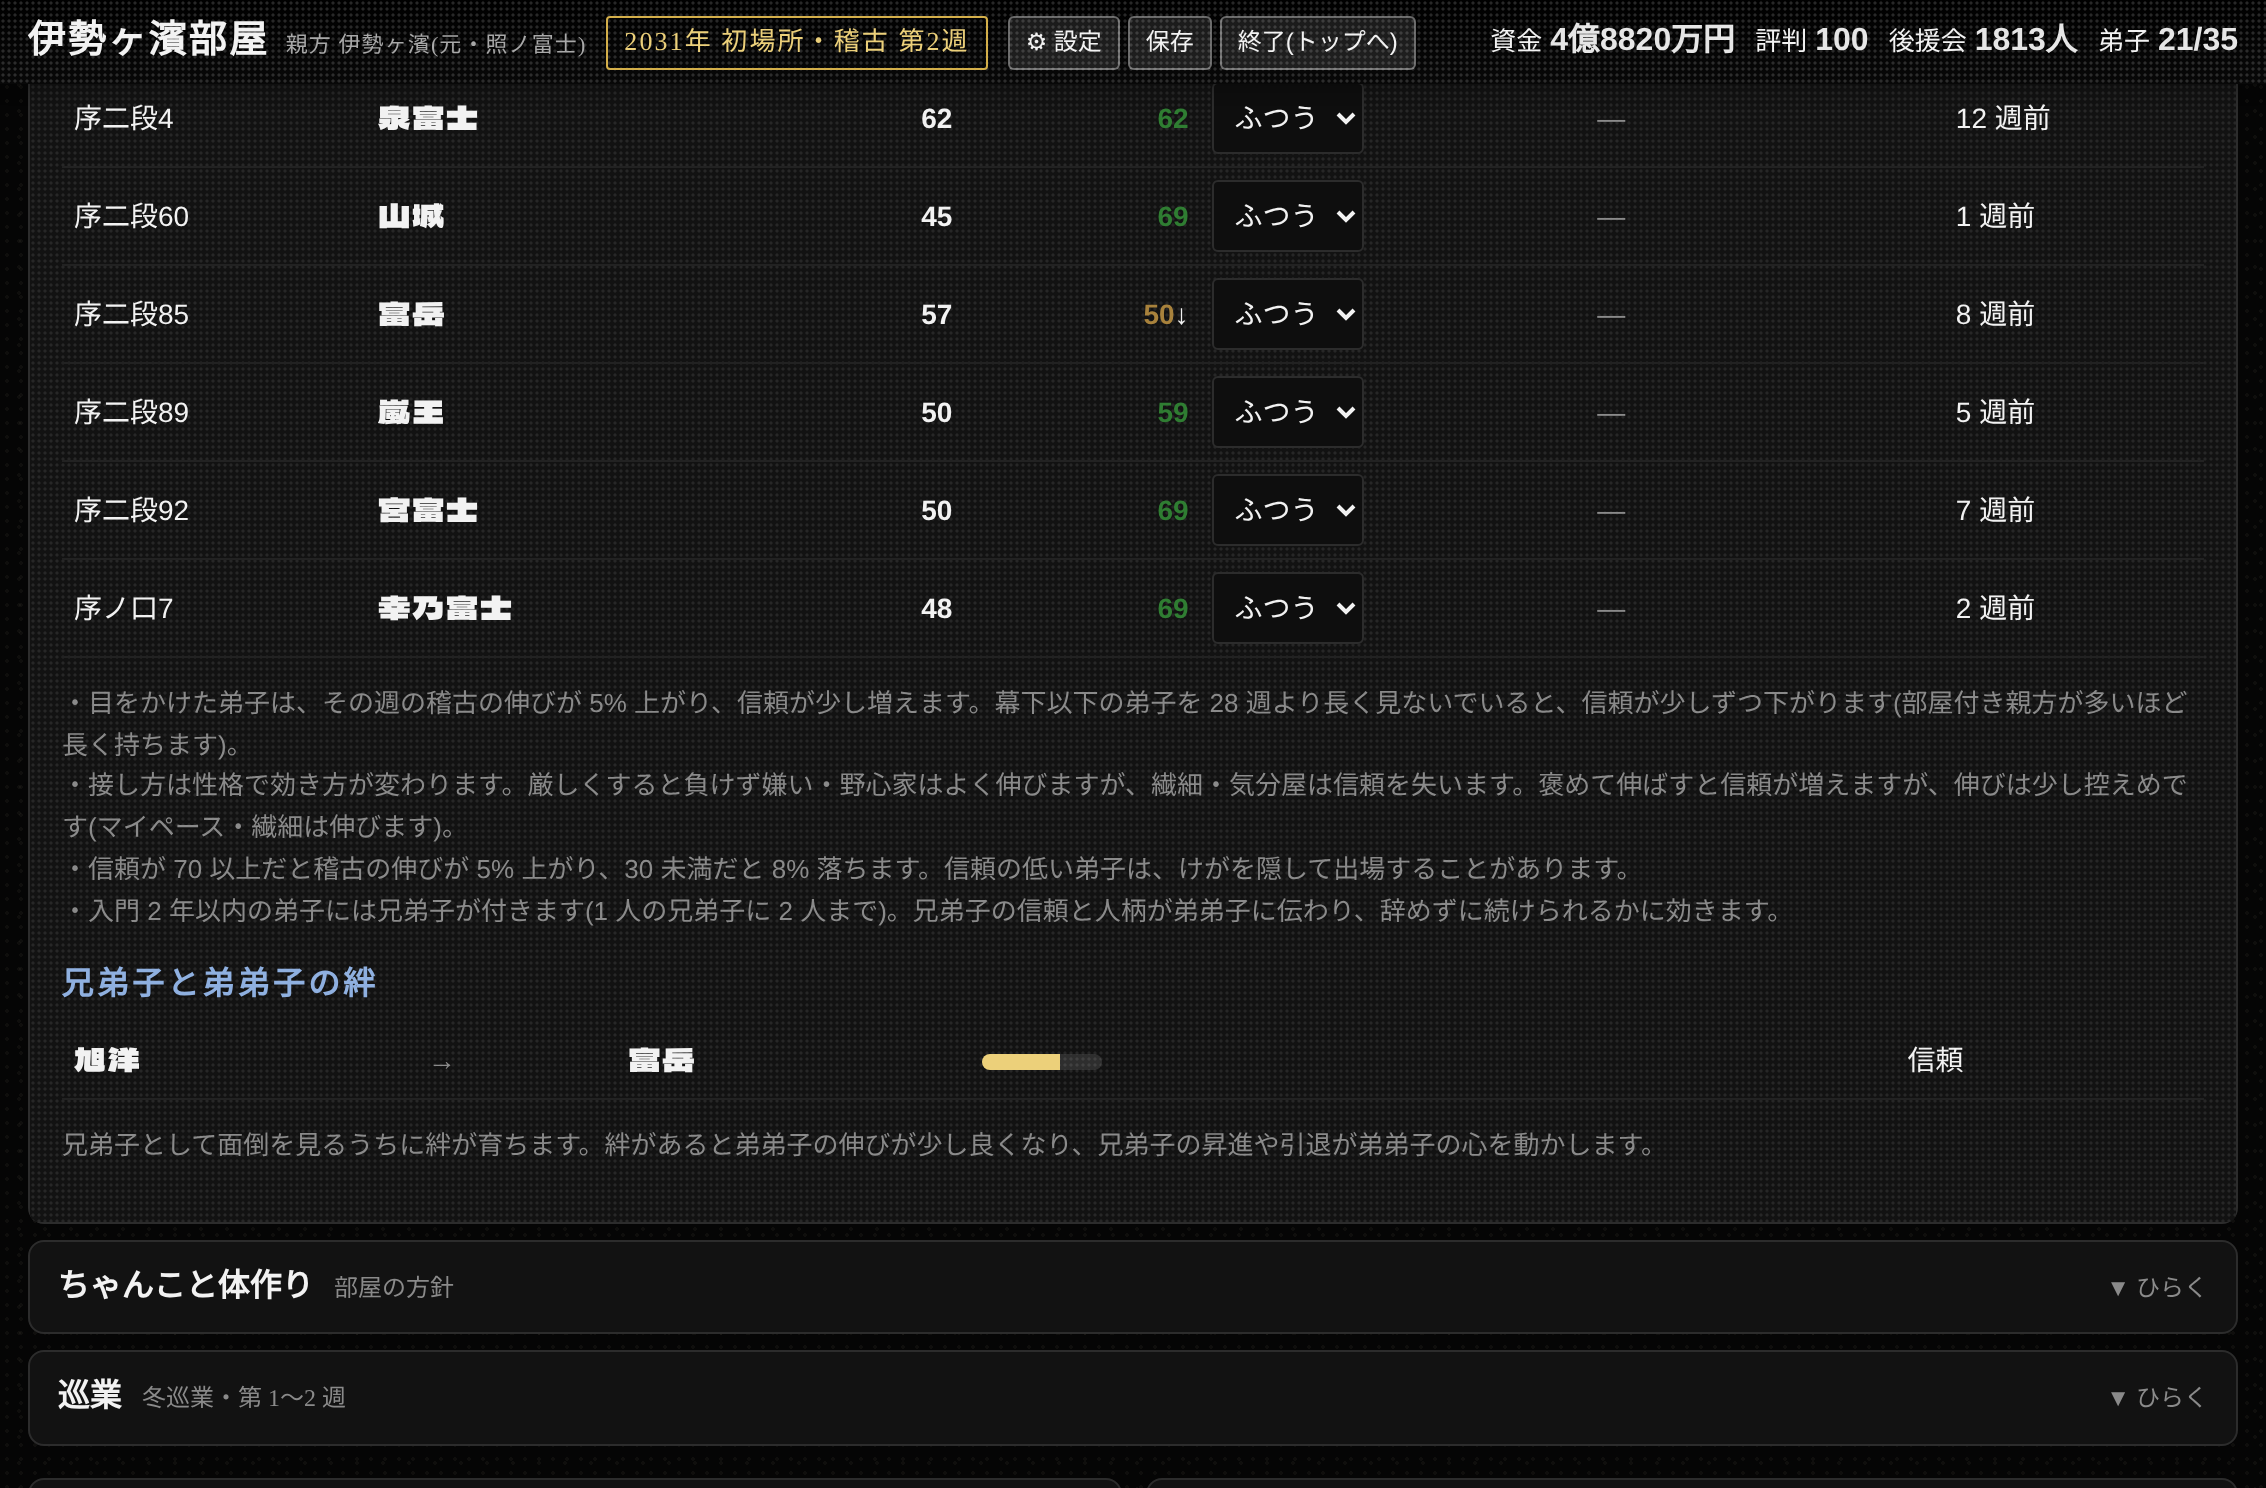 伊勢ヶ濱部屋 親方 伊勢ヶ濱(元・照ノ富士) 2031年 初場所・稽古 第2週 ⚙ 設定 保存 終了(トップへ) 資金 4億8820万円 評判 100 後援会 1813人 弟子 21/35
序二段4 泉富士 62 62 ふつう — 12 週前
序二段60 山城 45 69 ふつう — 1 週前
序二段85 富岳 57 50↓ ふつう — 8 週前
序二段89 嵐王 50 59 ふつう — 5 週前
序二段92 宮富士 50 69 ふつう — 7 週前
序ノ口7 幸乃富士 48 69 ふつう — 2 週前
・目をかけた弟子は、その週の稽古の伸びが 5% 上がり、信頼が少し増えます。幕下以下の弟子を 28 週より長く見ないでいると、信頼が少しずつ下がります(部屋付き親方が多いほど
長く持ちます)。
・接し方は性格で効き方が変わります。厳しくすると負けず嫌い・野心家はよく伸びますが、繊細・気分屋は信頼を失います。褒めて伸ばすと信頼が増えますが、伸びは少し控えめで
す(マイペース・繊細は伸びます)。
・信頼が 70 以上だと稽古の伸びが 5% 上がり、30 未満だと 8% 落ちます。信頼の低い弟子は、けがを隠して出場することがあります。
・入門 2 年以内の弟子には兄弟子が付きます(1 人の兄弟子に 2 人まで)。兄弟子の信頼と人柄が弟弟子に伝わり、辞めずに続けられるかに効きます。
兄弟子と弟弟子の絆
旭洋 → 富岳 信頼
兄弟子として面倒を見るうちに絆が育ちます。絆があると弟弟子の伸びが少し良くなり、兄弟子の昇進や引退が弟弟子の心を動かします。
ちゃんこと体作り 部屋の方針 ▼ ひらく
巡業 冬巡業・第 1〜2 週 ▼ ひらく